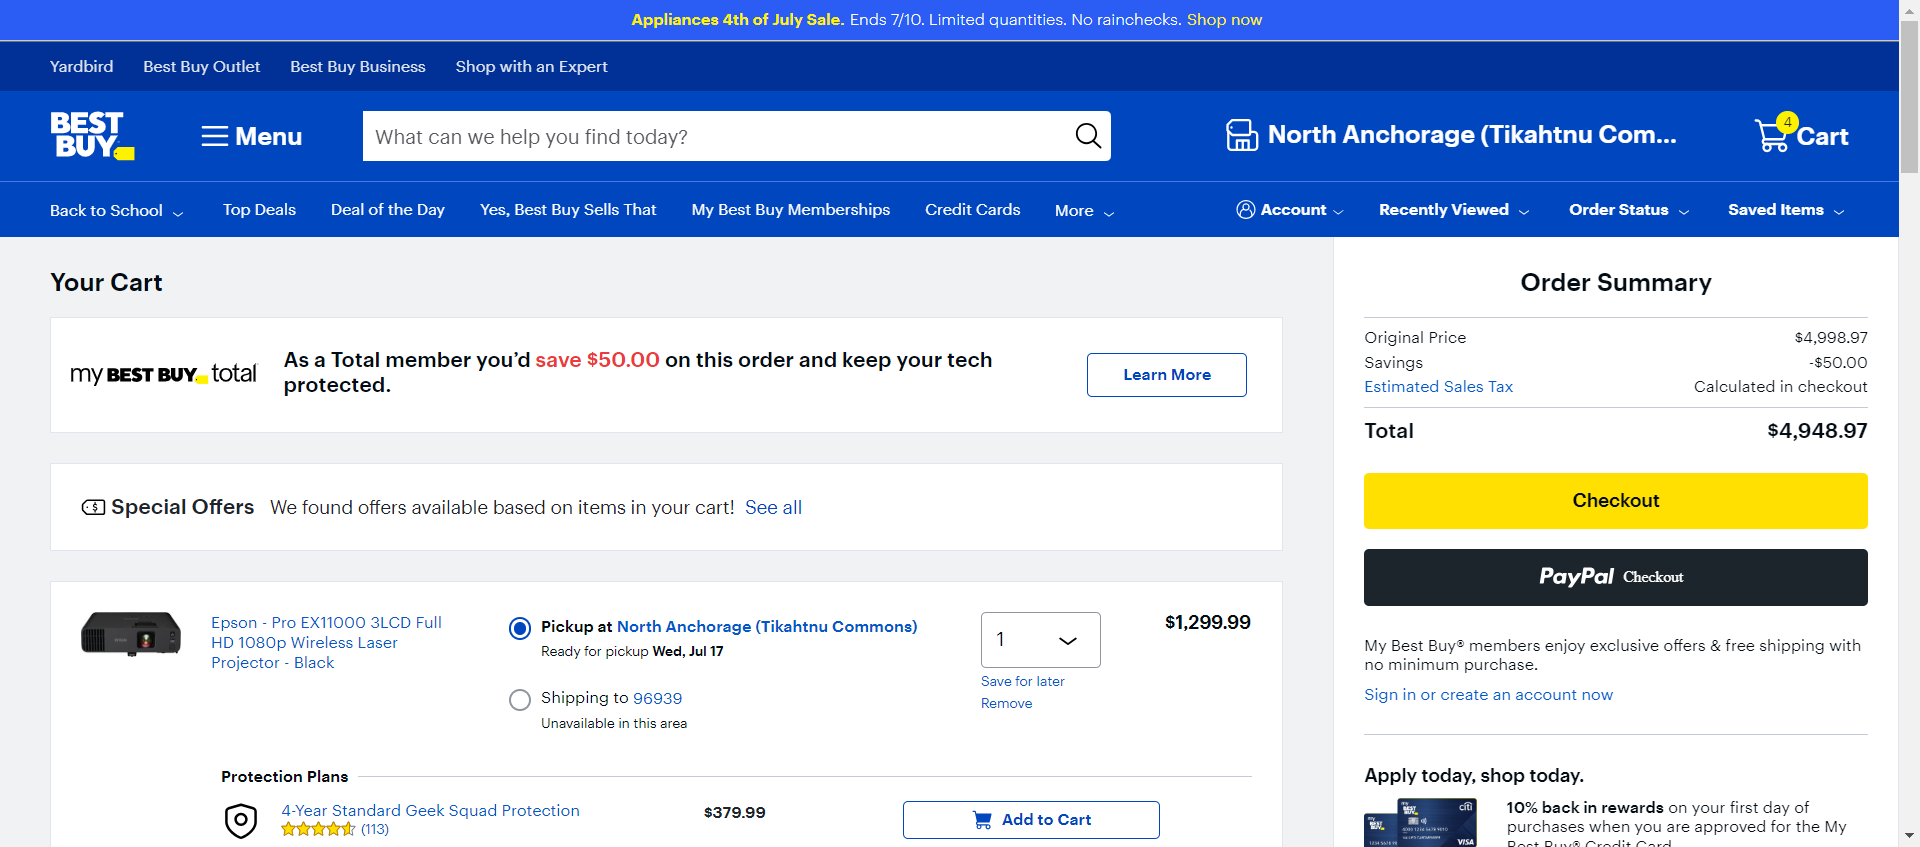 Appliances 4th of July Sale. Ends 7/10. Limited quantities. No rainchecks. Shop now
Yardbird Best Buy Outlet Best Buy Business Shop with an Expert
BEST BUY
Menu
What can we help you find today?
North Anchorage (Tikahtnu Com...
4
Cart
Back to School Top Deals Deal of the Day Yes, Best Buy Sells That My Best Buy Memberships Credit Cards More
Account Recently Viewed Order Status Saved Items
Your Cart
my BEST BUY total
As a Total member you'd save $50.00 on this order and keep your tech
protected.
Learn More
Special Offers We found offers available based on items in your cart! See all
Epson - Pro EX11000 3LCD Full
HD 1080p Wireless Laser
Projector - Black
Pickup at North Anchorage (Tikahtnu Commons)
Ready for pickup Wed, Jul 17
Shipping to 96939
Unavailable in this area
1
Save for later
Remove
$1,299.99
Protection Plans
4-Year Standard Geek Squad Protection
(113)
$379.99
Add to Cart
Order Summary
Original Price $4,998.97
Savings -$50.00
Estimated Sales Tax Calculated in checkout
Total $4,948.97
Checkout
PayPal Checkout
My Best Buy® members enjoy exclusive offers & free shipping with
no minimum purchase.
Sign in or create an account now
Apply today, shop today.
10% back in rewards on your first day of
purchases when you are approved for the My
Best Buy® Credit Card